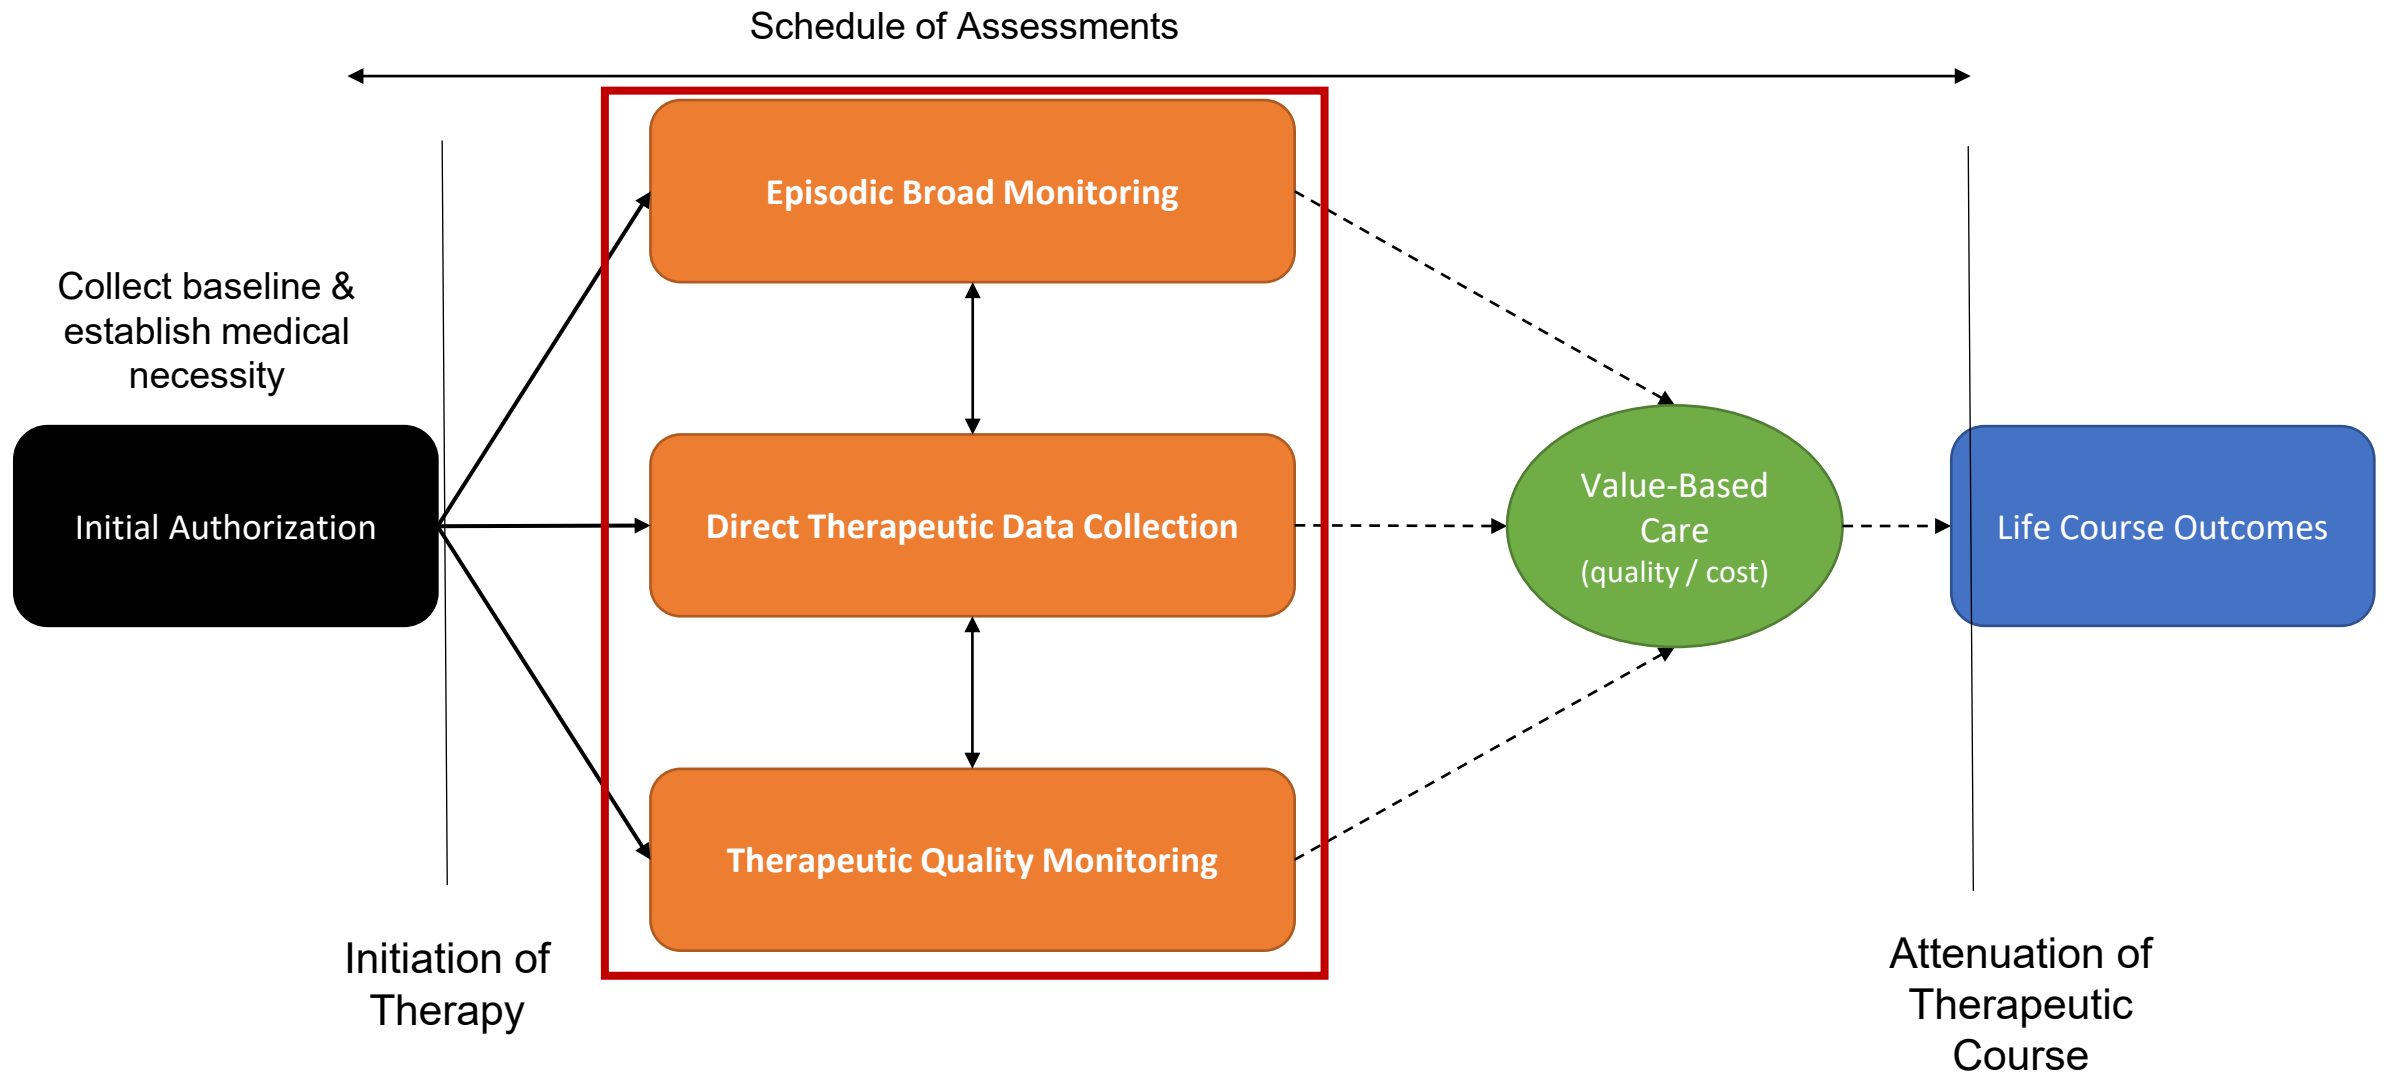 Schedule of Assessments
Episodic Broad Monitoring
Collect baseline &
establish medical
necessity
Initial Authorization
Direct Therapeutic Data Collection
Value-Based
Care
(quality / cost)
Life Course Outcomes
Therapeutic Quality Monitoring
Initiation of
Therapy
Attenuation of
Therapeutic
Course